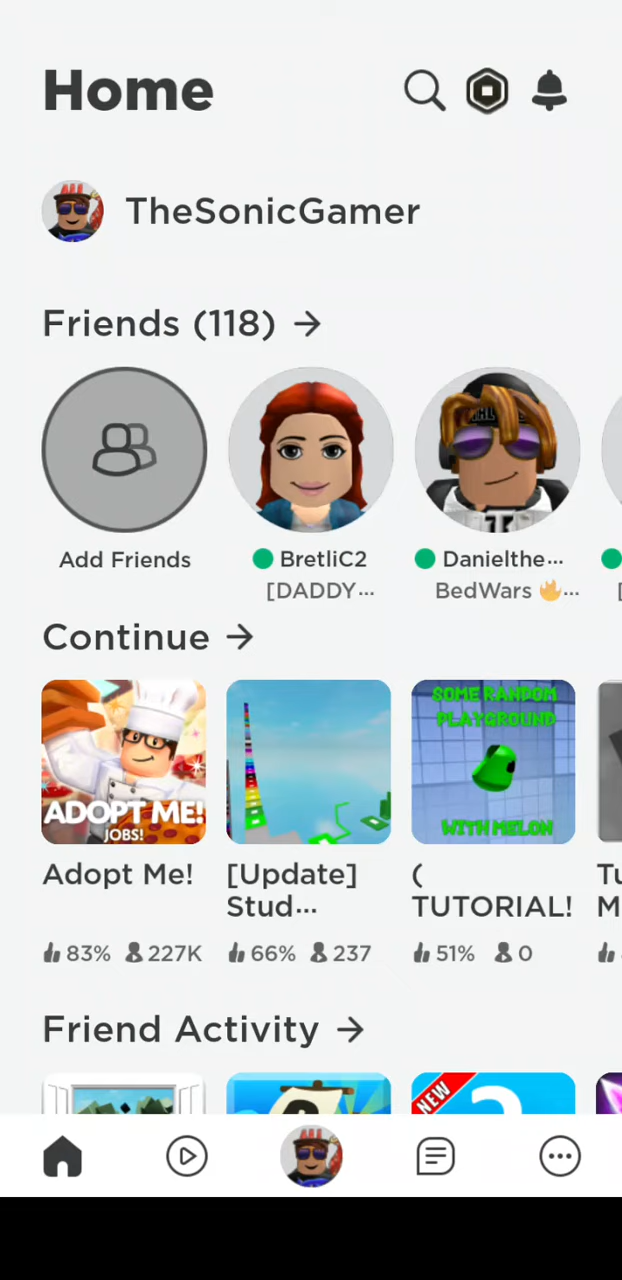 Home
TheSonicGamer
Friends (118) →
Add Friends
BretliC2
Danielthe...
[DADDY...
BedWars 🔥...
[
Continue →
SOME RANDOM
PLAYGROUND
WITH MELON
ADOPT ME!
JOBS!
Adopt Me!
[Update]
Stud...
(
TUTORIAL!
Tu
M
83% 227K
66% 237
51% 0
Friend Activity →
NEW